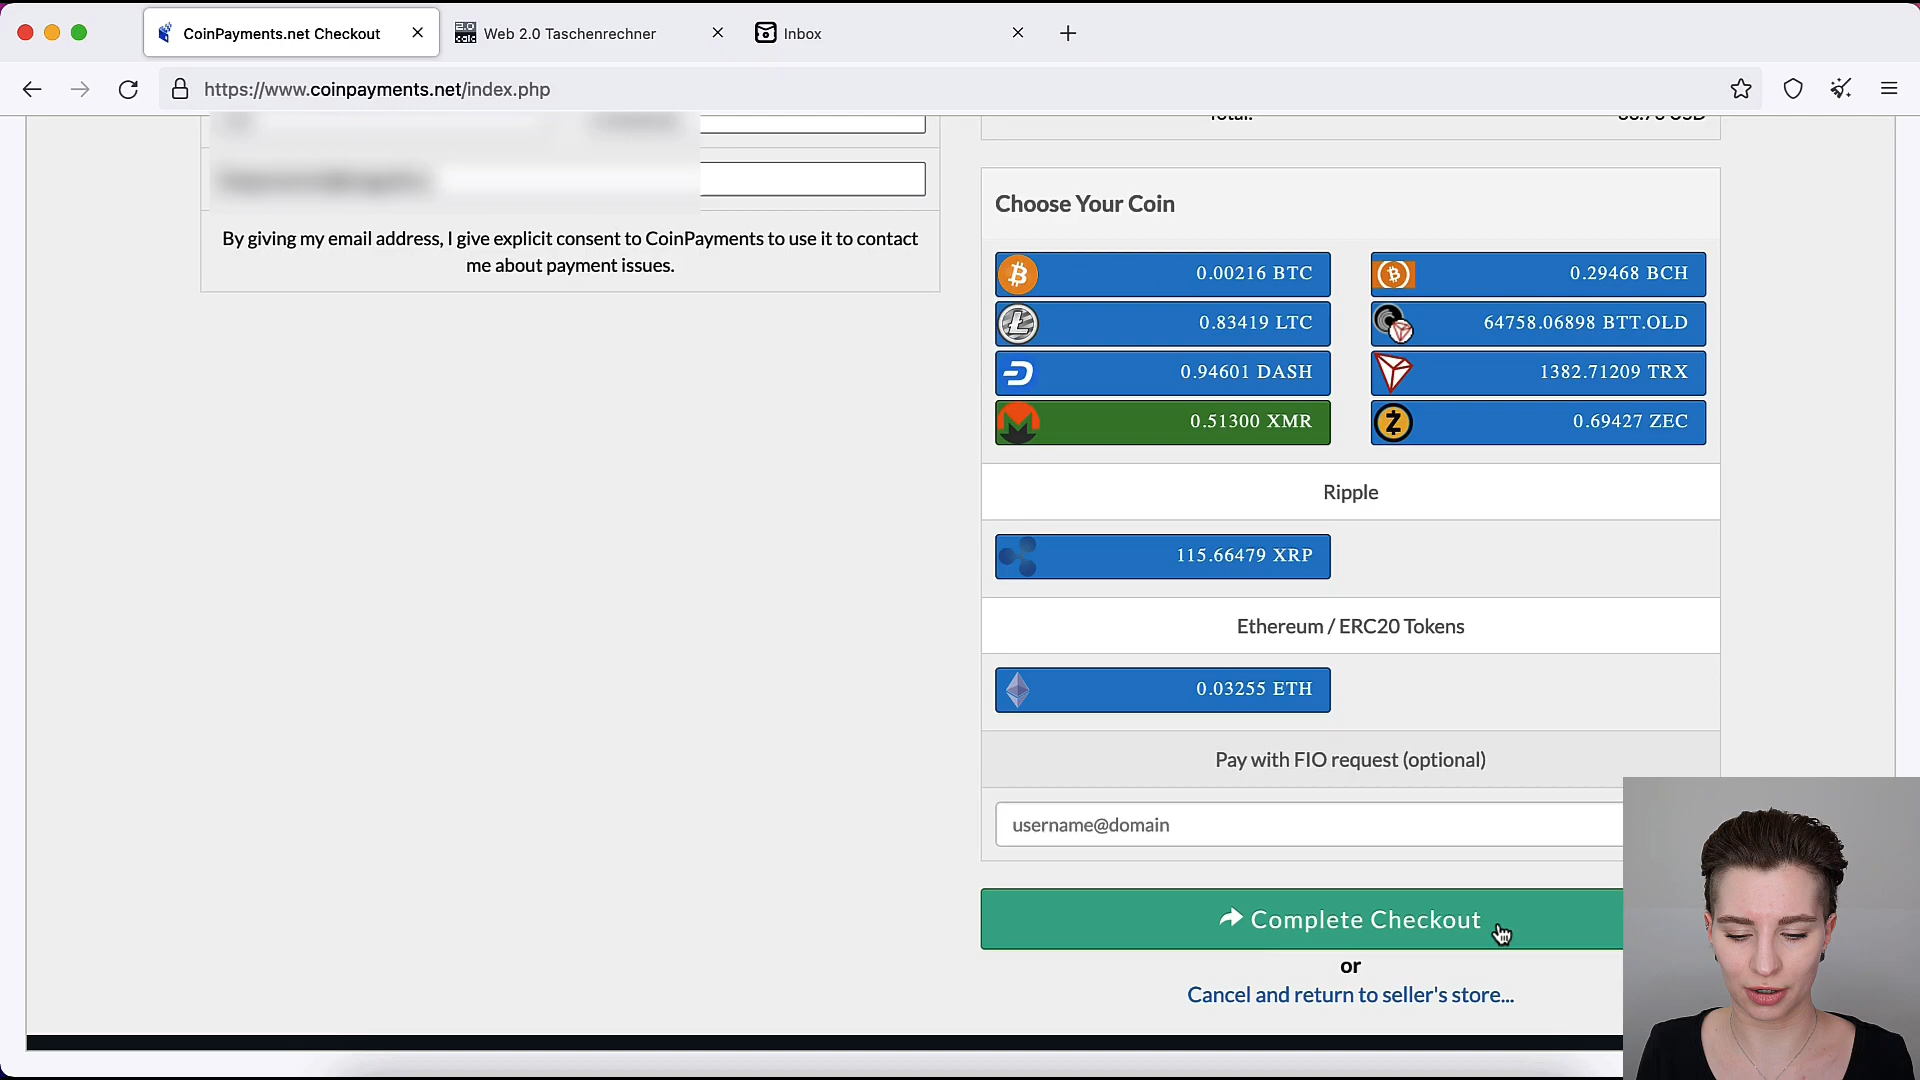 CoinPayments.net Checkout
Web 2.0 Taschenrechner
Inbox
https://www.coinpayments.net/index.php
Total:
USD
By giving my email address, I give explicit consent to CoinPayments to use it to contact
me about payment issues.
Choose Your Coin
0.00216 BTC
0.29468 BCH
0.83419 LTC
64758.06898 BTT.OLD
0.94601 DASH
1382.71209 TRX
0.51300 XMR
0.69427 ZEC
Ripple
115.66479 XRP
Ethereum / ERC20 Tokens
0.03255 ETH
Pay with FIO request (optional)
username@domain
Complete Checkout
or
Cancel and return to seller's store...